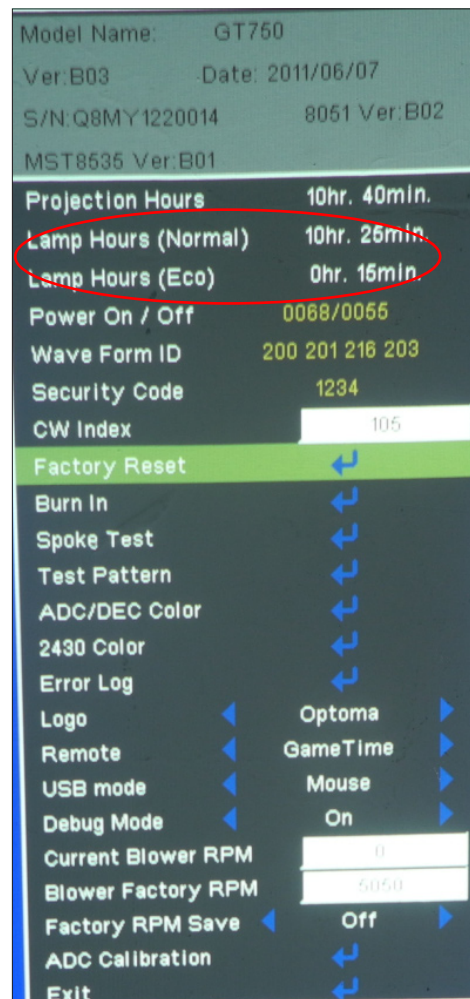 Model Name: GT750
Ver:B03 Date: 2011/06/07
S/N:Q8MY1220014 8051 Ver:B02
MST8535 Ver:B01
Projection Hours 10hr. 40min.
Lamp Hours (Normal) 10hr. 25min.
Lamp Hours (Eco) 0hr. 15min.
Power On / Off 0068/0055
Wave Form ID 200 201 216 203
Security Code 1234
CW Index 105
Factory Reset
Burn In
Spoke Test
Test Pattern
ADC/DEC Color
2430 Color
Error Log
Logo Optoma
Remote GameTime
USB mode Mouse
Debug Mode On
Current Blower RPM 0
Blower Factory RPM 5050
Factory RPM Save Off
ADC Calibration
Exit